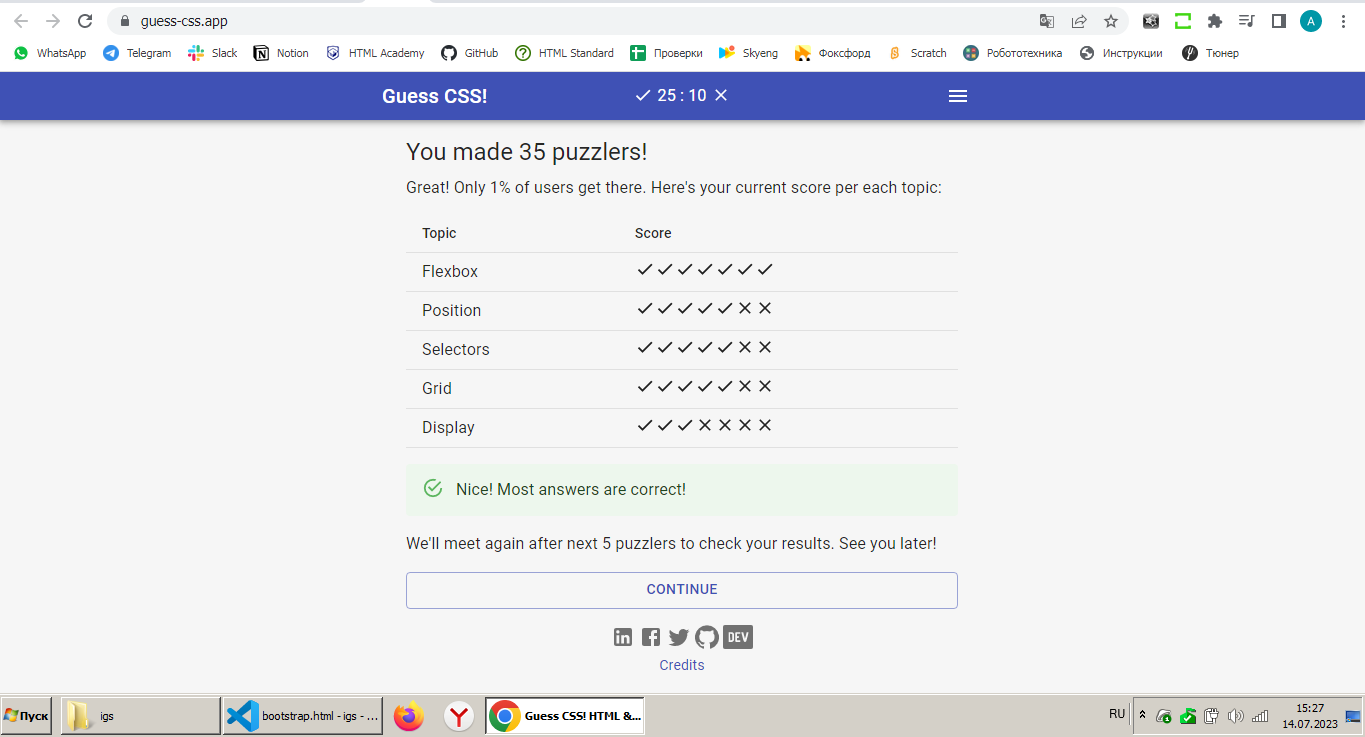 guess-css.app
A
WhatsApp Telegram Slack Notion HTML Academy GitHub HTML Standard Проверки Skyeng Фоксфорд Scratch Робототехника Инструкции Тюнер
Guess CSS! 25 : 10
You made 35 puzzlers!
Great! Only 1% of users get there. Here's your current score per each topic:
Topic Score
Flexbox
Position
Selectors
Grid
Display
Nice! Most answers are correct!
We'll meet again after next 5 puzzlers to check your results. See you later!
CONTINUE
DEV
Credits
Пуск igs bootstrap.html - igs - ... Guess CSS! HTML &... RU 15:27
14.07.2023